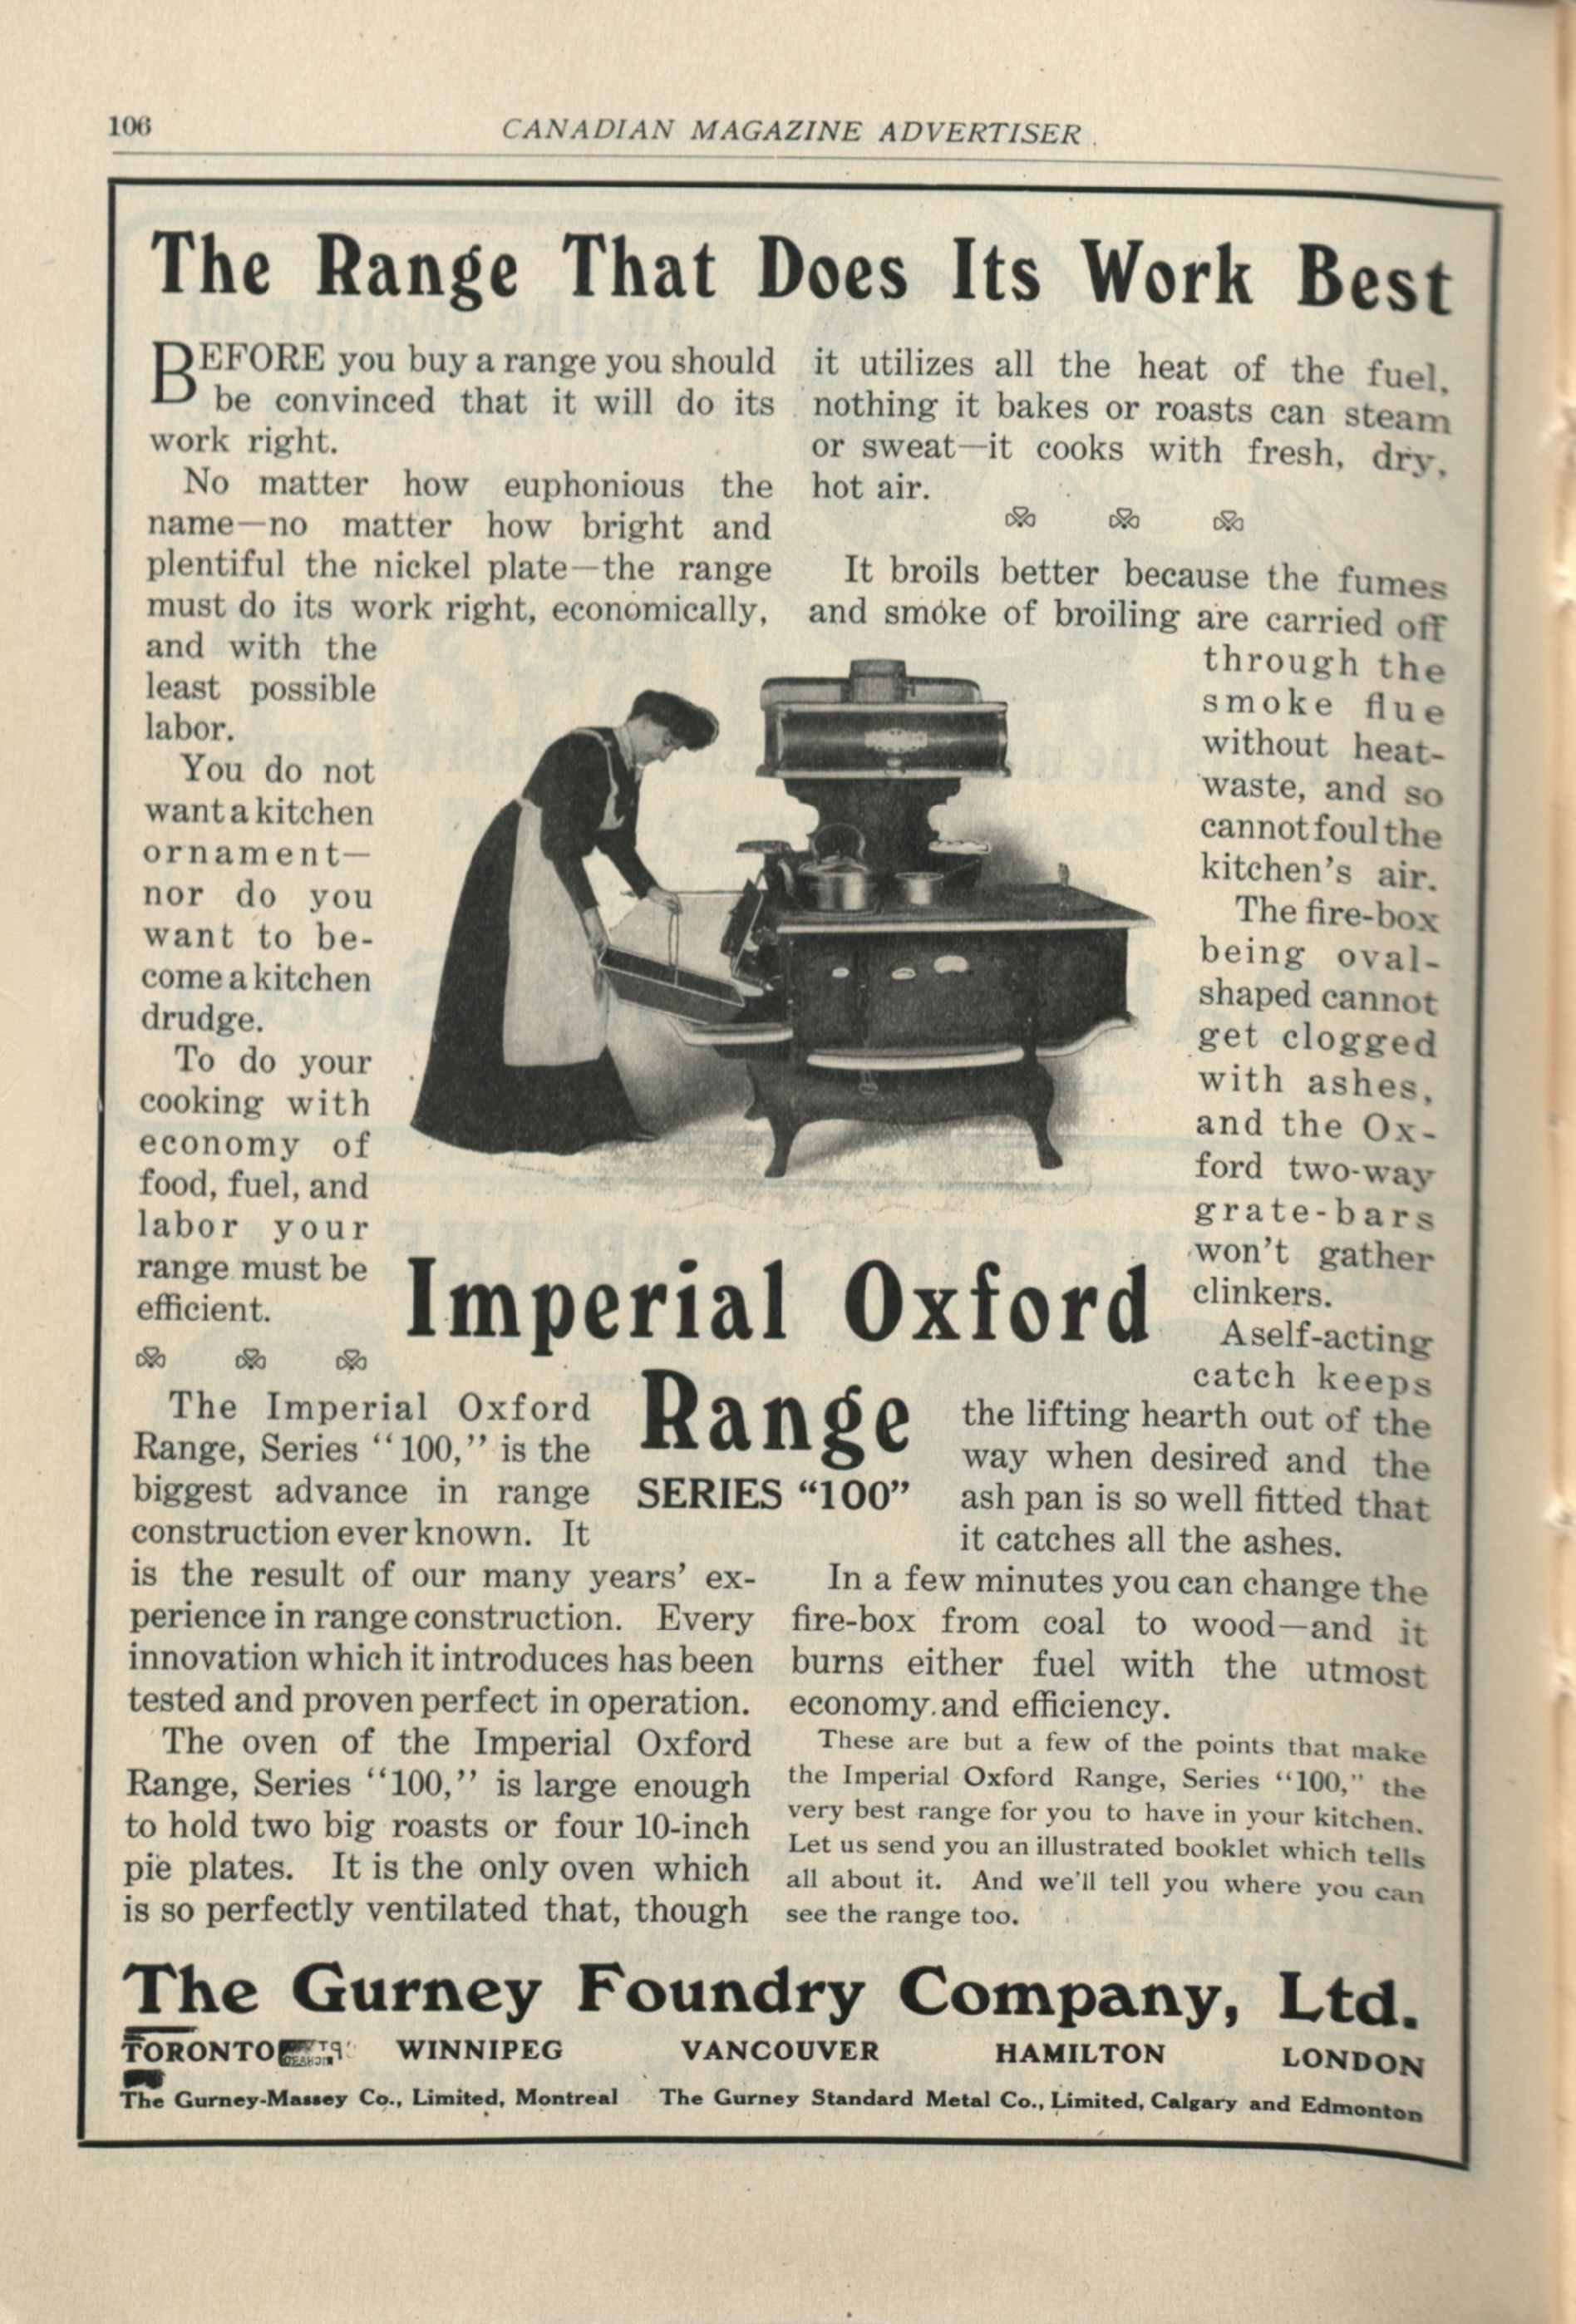 106
CANADIAN MAGAZINE ADVERTISER
The Range That Does Its Work Best
BEFORE you buy a range you should
be convinced that it will do its
work right.
No matter how euphonious the
name—no matter how bright and
plentiful the nickel plate—the range
must do its work right, economically,
and with the
least possible
labor.
You do not
want a kitchen
ornament—
nor do you
want to be-
come a kitchen
drudge.
To do your
cooking with
economy of
food, fuel, and
labor your
range must be
efficient.
The Imperial Oxford
Range, Series “100,” is the
biggest advance in range
construction ever known. It
is the result of our many years’ ex-
perience in range construction. Every
innovation which it introduces has been
tested and proven perfect in operation.
The oven of the Imperial Oxford
Range, Series “100,” is large enough
to hold two big roasts or four 10-inch
pie plates. It is the only oven which
is so perfectly ventilated that, though
it utilizes all the heat of the fuel,
nothing it bakes or roasts can steam
or sweat—it cooks with fresh, dry,
hot air.
It broils better because the fumes
and smoke of broiling are carried off
through the
smoke flue
without heat-
waste, and so
cannot foul the
kitchen’s air.
The fire-box
being oval-
shaped cannot
get clogged
with ashes,
and the Ox-
ford two-way
grate-bars
won’t gather
clinkers.
A self-acting
catch keeps
the lifting hearth out of the
way when desired and the
ash pan is so well fitted that
it catches all the ashes.
In a few minutes you can change the
fire-box from coal to wood—and it
burns either fuel with the utmost
economy and efficiency.
These are but a few of the points that make
the Imperial Oxford Range, Series “100,” the
very best range for you to have in your kitchen.
Let us send you an illustrated booklet which tells
all about it. And we’ll tell you where you can
see the range too.
Imperial Oxford
Range
SERIES “100”
The Gurney Foundry Company, Ltd.
TORONTO WINNIPEG VANCOUVER HAMILTON LONDON
The Gurney-Massey Co., Limited, Montreal The Gurney Standard Metal Co., Limited, Calgary and Edmonton